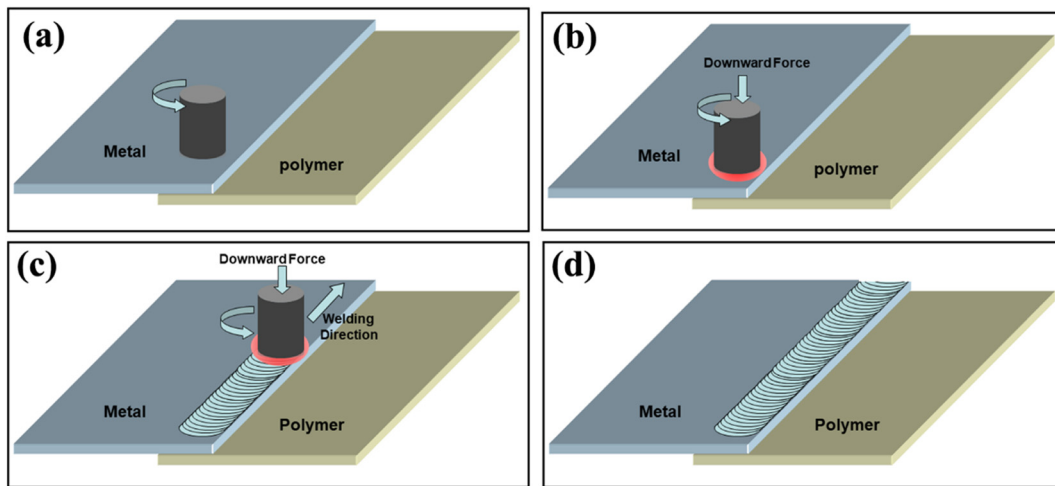 (a)
Metal
polymer
(b)
Downward Force
Metal
polymer
(c)
Downward Force
Welding
Direction
Metal
Polymer
(d)
Metal
Polymer